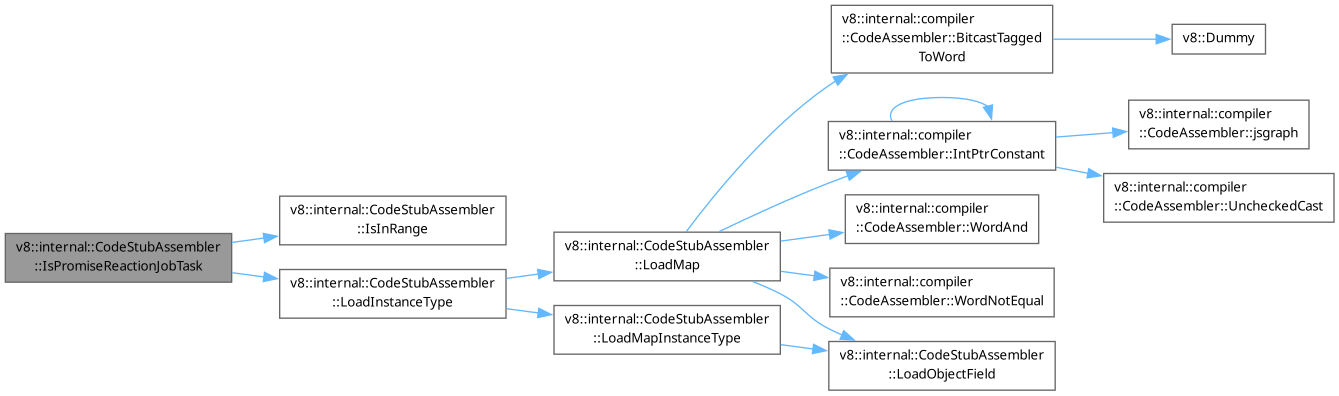 v8::internal::CodeStubAssembler
::IsPromiseReactionJobTask
v8::internal::CodeStubAssembler
::IsInRange
v8::internal::CodeStubAssembler
::LoadInstanceType
v8::internal::CodeStubAssembler
::LoadMap
v8::internal::CodeStubAssembler
::LoadMapInstanceType
v8::internal::compiler
::CodeAssembler::BitcastTagged
ToWord
v8::internal::compiler
::CodeAssembler::IntPtrConstant
v8::internal::compiler
::CodeAssembler::WordAnd
v8::internal::compiler
::CodeAssembler::WordNotEqual
v8::internal::CodeStubAssembler
::LoadObjectField
v8::Dummy
v8::internal::compiler
::CodeAssembler::jsgraph
v8::internal::compiler
::CodeAssembler::UncheckedCast